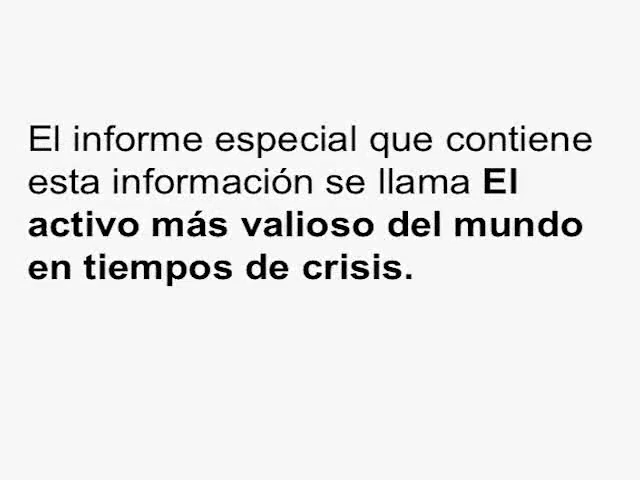 El informe especial que contiene
esta información se llama El
activo más valioso del mundo
en tiempos de crisis.